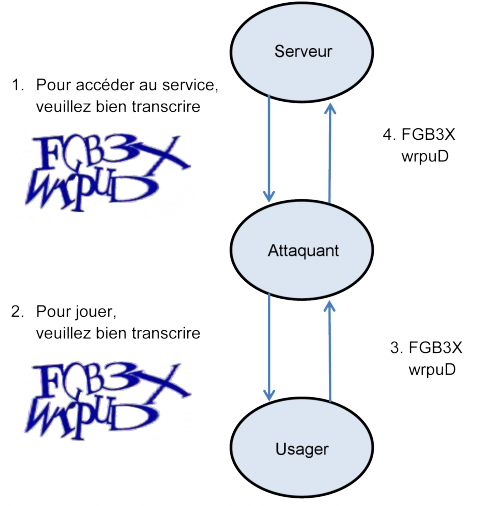 Serveur
1. Pour accéder au service,
veuillez bien transcrire
FGB3X
wrpuD
4. FGB3X
wrpuD
Attaquant
2. Pour jouer,
veuillez bien transcrire
FGB3X
wrpuD
3. FGB3X
wrpuD
Usager